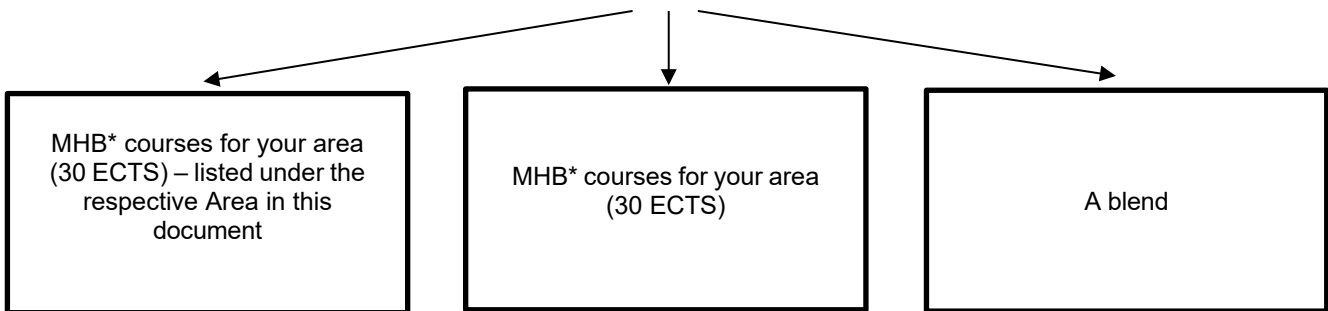 MHB* courses for your area
(30 ECTS) – listed under the
respective Area in this
document
MHB* courses for your area
(30 ECTS)
A blend